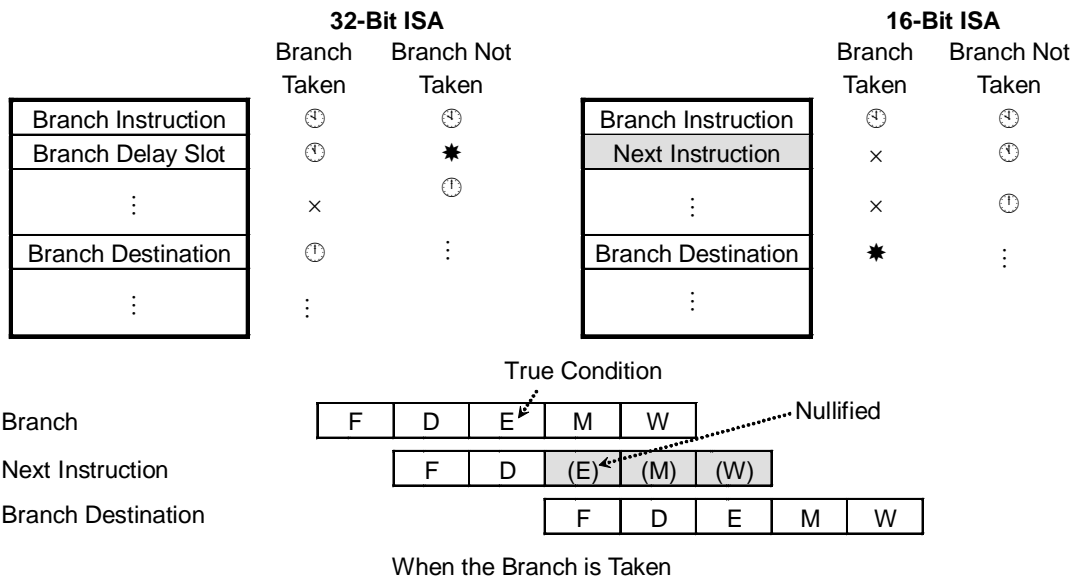 32-Bit ISA 16-Bit ISA
Branch Branch Not Branch Branch Not
Taken Taken Taken Taken
Branch Instruction Branch Instruction
Branch Delay Slot ✸ Next Instruction ×
⋮ × ⋮ ×
Branch Destination ⋮ Branch Destination ✸ ⋮
⋮ ⋮ ⋮
True Condition
Branch F D E M W Nullified
Next Instruction F D (E) (M) (W)
Branch Destination F D E M W
When the Branch is Taken